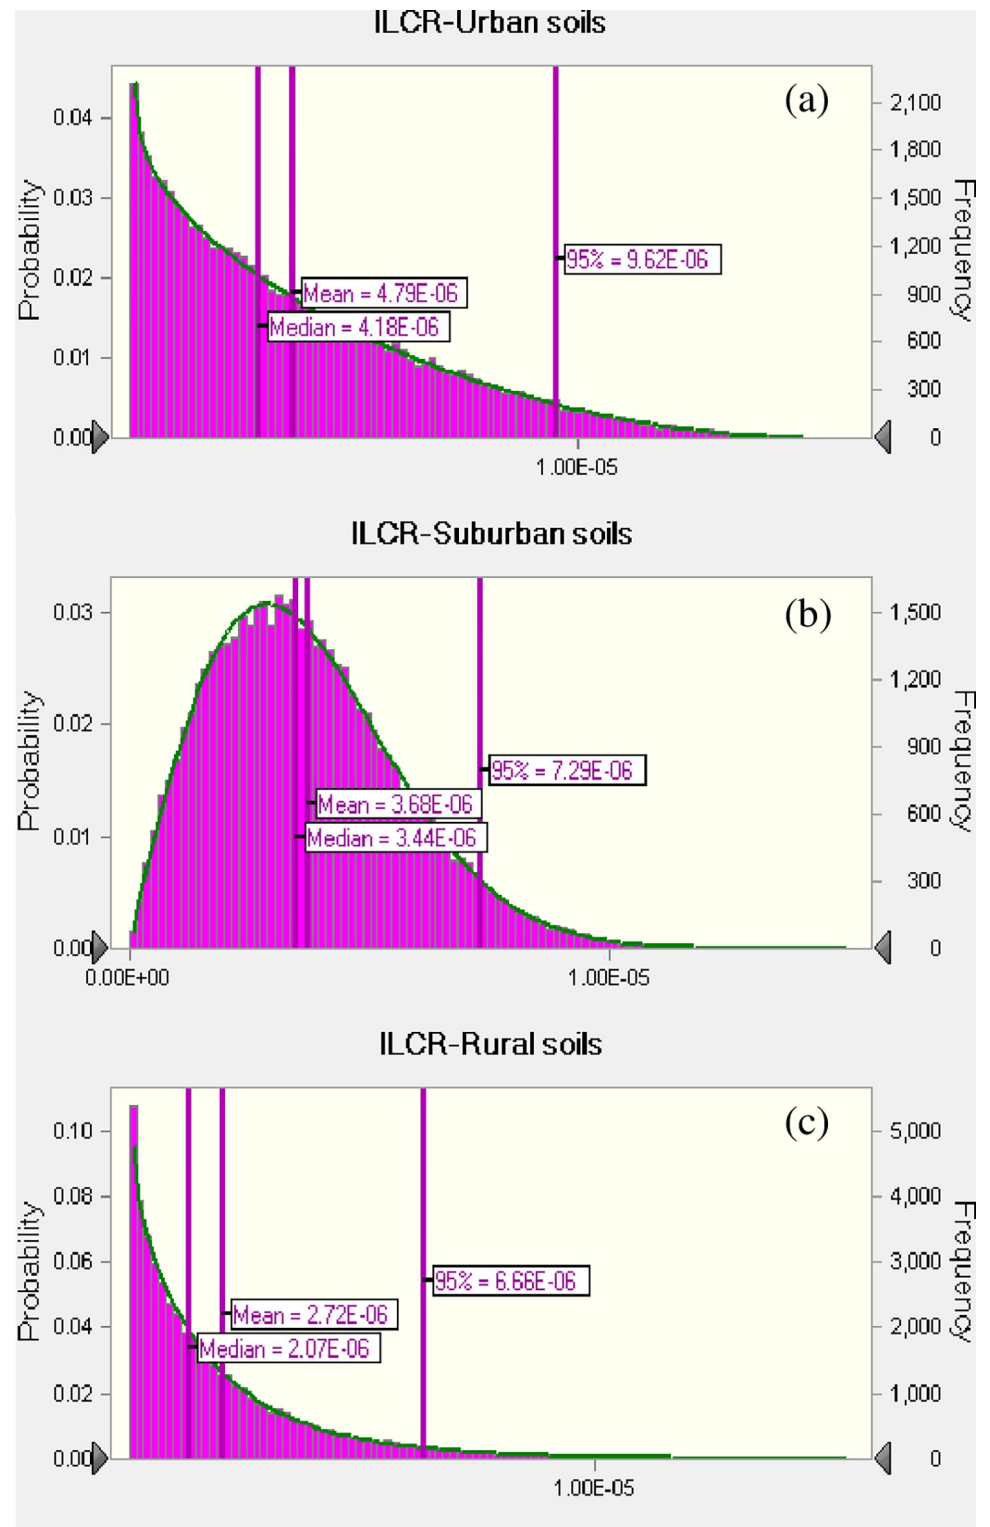 ILCR-Urban soils
(a)
0.04
0.03
0.02
0.01
0.00
Probability
2,100
1,800
1,500
1,200
900
600
300
0
Frequency
95% = 9.62E-06
Mean = 4.79E-06
Median = 4.18E-06
1.00E-05
ILCR-Suburban soils
(b)
0.03
0.02
0.01
0.00
Probability
1,500
1,200
900
600
300
0
Frequency
95% = 7.29E-06
Mean = 3.68E-06
Median = 3.44E-06
0.00E+00
1.00E-05
ILCR-Rural soils
(c)
0.10
0.08
0.06
0.04
0.02
0.00
Probability
5,000
4,000
3,000
2,000
1,000
0
Frequency
95% = 6.66E-06
Mean = 2.72E-06
Median = 2.07E-06
1.00E-05